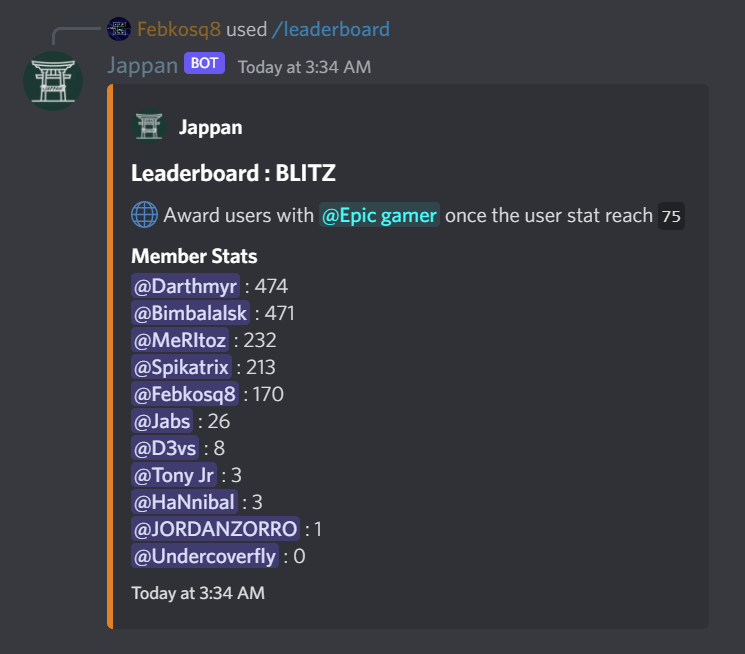 Febkosq8 used /leaderboard
Jappan BOT Today at 3:34 AM
Jappan
Leaderboard : BLITZ
Award users with @Epic gamer once the user stat reach 75
Member Stats
@Darthmyr : 474
@Bimbalalsk : 471
@MeRItoz : 232
@Spikatrix : 213
@Febkosq8 : 170
@Jabs : 26
@D3vs : 8
@Tony Jr : 3
@HaNnibal : 3
@JORDANZORRO : 1
@Undercoverfly : 0
Today at 3:34 AM